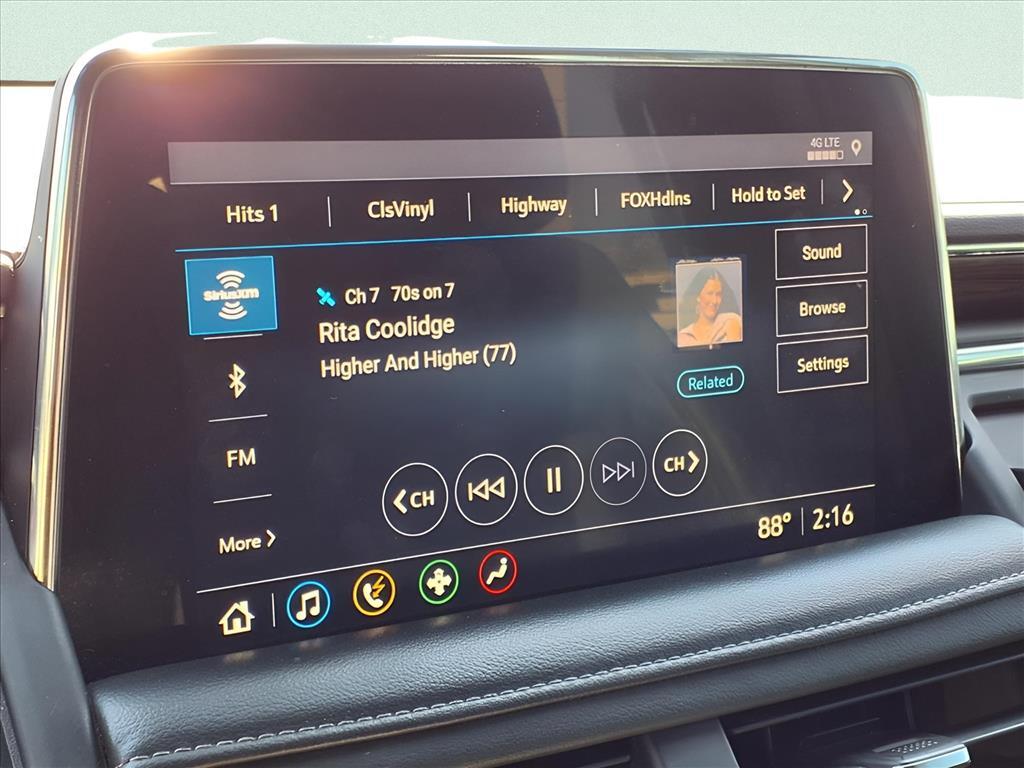 4G LTE
Hits 1
ClsVinyl
Highway
FOXHdlns
Hold to Set
SiriusXM
Ch 7 70s on 7
Rita Coolidge
Higher And Higher (77)
Sound
Browse
Settings
Related
FM
More
CH
CH
88°
2:16